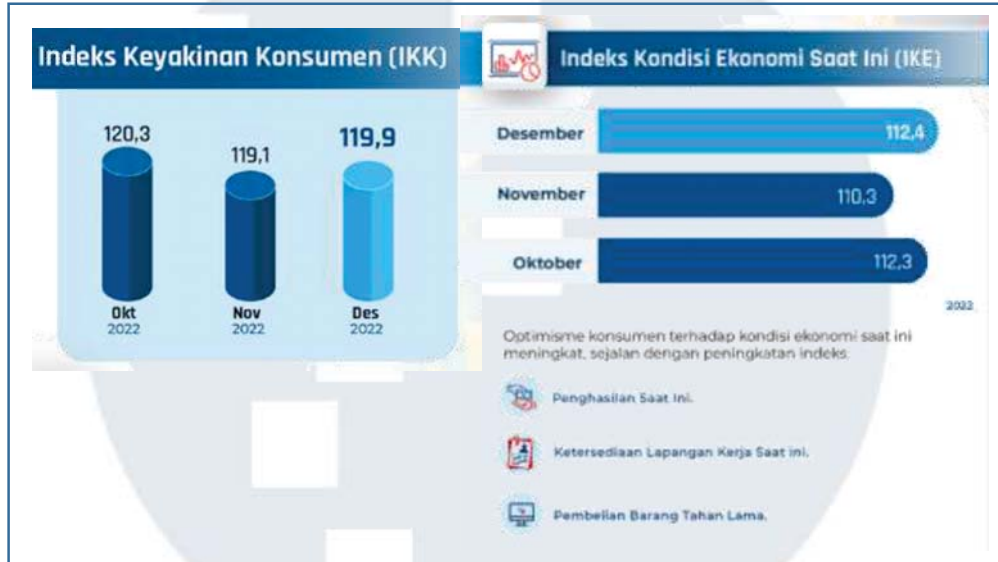 Indeks Keyakinan Konsumen (IKK)
120,3
119,1
119,9
Okt
2022
Nov
2022
Des
2022
Indeks Kondisi Ekonomi Saat Ini (IKE)
Desember
112,4
November
110,3
Oktober
112,3
2022
Optimisme konsumen terhadap kondisi ekonomi saat ini
meningkat, sejalan dengan peningkatan indeks:
Penghasilan Saat Ini.
Ketersediaan Lapangan Kerja Saat ini.
Pembelian Barang Tahan Lama.